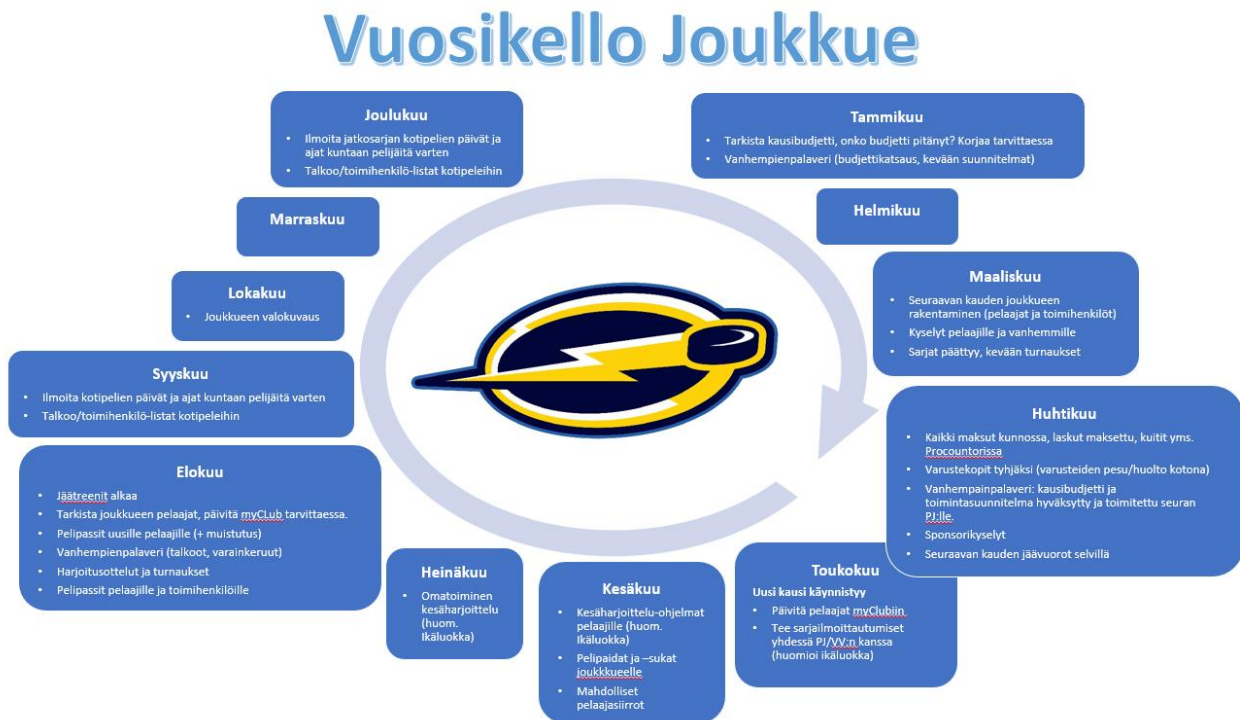 Vuosikello Joukkue
Tammikuu
• Tarkista kausibudjetti, onko budjetti pitänyt? Korjaa tarvittaessa
• Vanhempienpalaveri (budjettikatsaus, kevään suunnitelmat)
Helmikuu
Maaliskuu
• Seuraavan kauden joukkueen
rakentaminen (pelaajat ja toimihenkilöt)
• Kyselyt pelaajille ja vanhemmille
• Sarjat päättyy, kevään turnaukset
Huhtikuu
• Kaikki maksut kunnossa, laskut maksettu, kuitit yms.
Procountorissa
• Varustekopit tyhjäksi (varusteiden pesu/huolto kotona)
• Vanhempainpalaveri: kausibudjetti ja
toimintasuunnitelma hyväksytty ja toimitettu seuran
PJ:lle.
• Sponsorikyselyt
• Seuraavan kauden jäävuorot selvillä
Toukokuu
Uusi kausi käynnistyy
• Päivitä pelaajat myClubiin
• Tee sarjailmoittautumiset
yhdessä PJ/VV:n kanssa
(huomioi ikäluokka)
Kesäkuu
• Kesäharjoittelu-ohjelmat
pelaajille (huom.
Ikäluokka)
• Pelipaidat ja –sukat
joukkkueelle
• Mahdolliset
pelaajasiirrot
Heinäkuu
• Omatoiminen
kesäharjoittelu
(huom.
Ikäluokka)
Elokuu
• Jäätreenit alkaa
• Tarkista joukkueen pelaajat, päivitä myCLub tarvittaessa.
• Pelipassit uusille pelaajille (+ muistutus)
• Vanhempienpalaveri (talkoot, varainkeruut)
• Harjoitusottelut ja turnaukset
• Pelipassit pelaajille ja toimihenkilöille
Syyskuu
• Ilmoita kotipelien päivät ja ajat kuntaan pelijäitä varten
• Talkoo/toimihenkilö-listat kotipeleihin
Lokakuu
• Joukkueen valokuvaus
Marraskuu
Joulukuu
• Ilmoita jatkosarjan kotipelien päivät ja
ajat kuntaan pelijäitä varten
• Talkoo/toimihenkilö-listat kotipeleihin